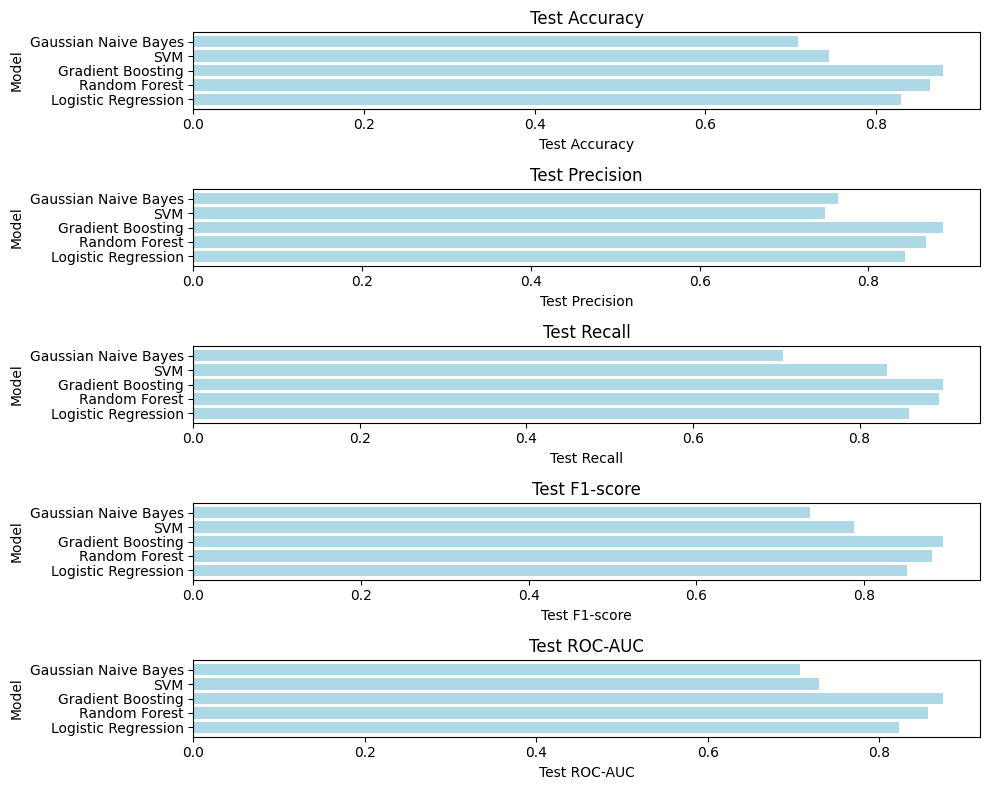 Test Accuracy
Model
Gaussian Naive Bayes
SVM
Gradient Boosting
Random Forest
Logistic Regression
0.0 0.2 0.4 0.6 0.8
Test Accuracy
Test Precision
Model
Gaussian Naive Bayes
SVM
Gradient Boosting
Random Forest
Logistic Regression
0.0 0.2 0.4 0.6 0.8
Test Precision
Test Recall
Model
Gaussian Naive Bayes
SVM
Gradient Boosting
Random Forest
Logistic Regression
0.0 0.2 0.4 0.6 0.8
Test Recall
Test F1-score
Model
Gaussian Naive Bayes
SVM
Gradient Boosting
Random Forest
Logistic Regression
0.0 0.2 0.4 0.6 0.8
Test F1-score
Test ROC-AUC
Model
Gaussian Naive Bayes
SVM
Gradient Boosting
Random Forest
Logistic Regression
0.0 0.2 0.4 0.6 0.8
Test ROC-AUC